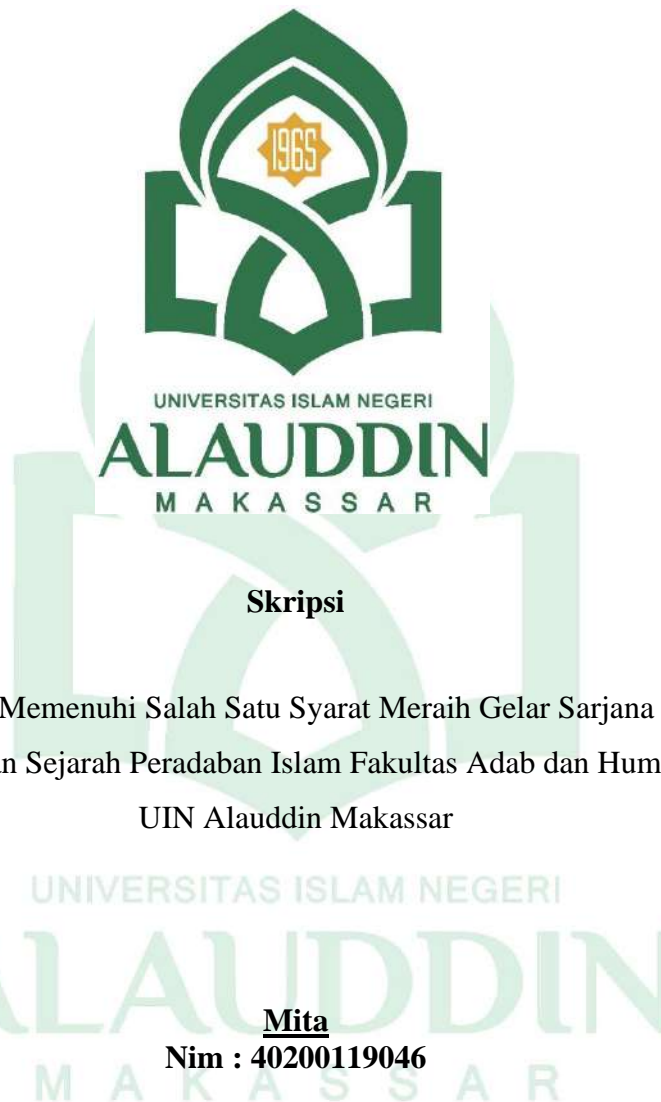 1965
UNIVERSITAS ISLAM NEGERI
ALAUDDIN
MAKASSAR
Skripsi
Memenuhi Salah Satu Syarat Meraih Gelar Sarjana
Sejarah Peradaban Islam Fakultas Adab dan
UIN Alauddin Makassar
UNIVERSITAS ISLAM NEGERI
ALAUDDIN
Mita
Nim : 40200119046
MAKASSAR